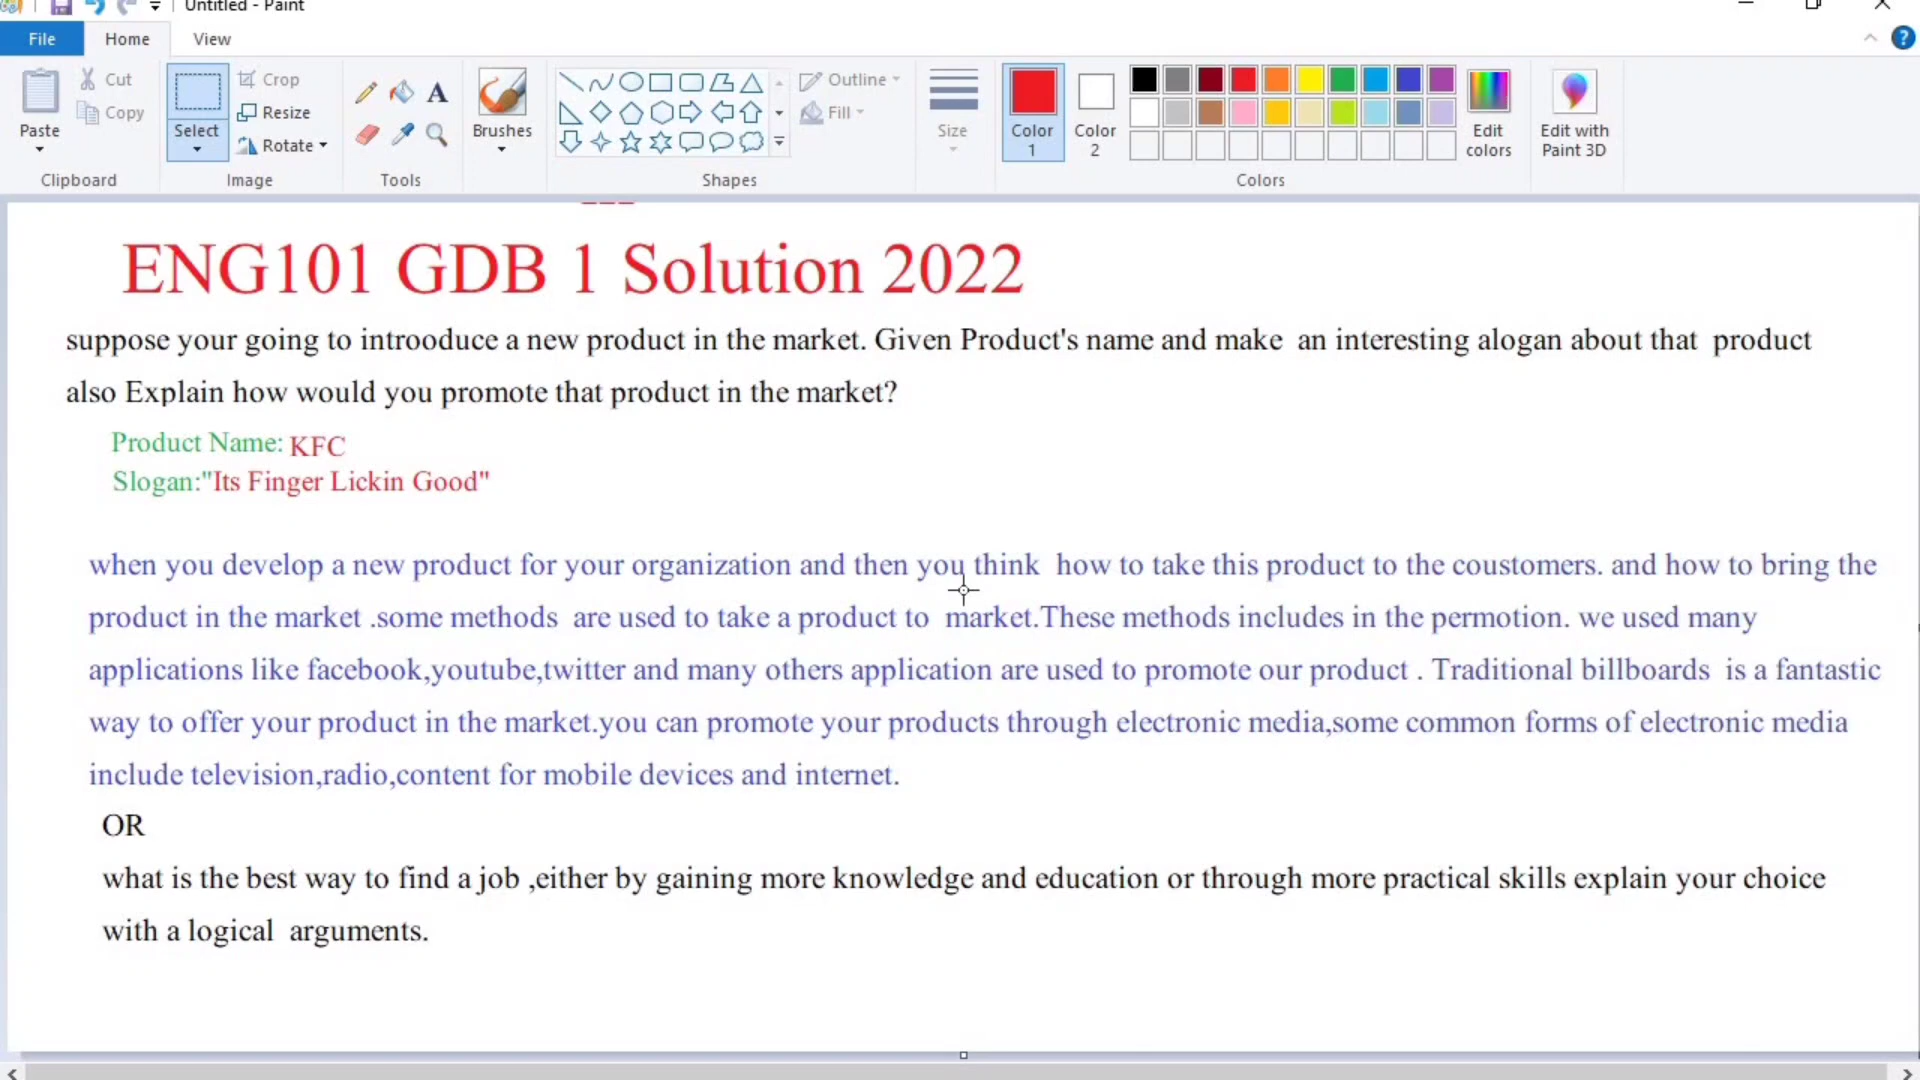 Untitled - Paint
File Home View
Cut Crop Outline
Copy Resize Fill
Paste Select Rotate Brushes Size Color 1 Color 2 Edit colors Edit with Paint 3D
Clipboard Image Tools Shapes Colors
ENG101 GDB 1 Solution 2022
suppose your going to introoduce a new product in the market. Given Product's name and make an interesting alogan about that product
also Explain how would you promote that product in the market?
Product Name: KFC
Slogan:"Its Finger Lickin Good"
when you develop a new product for your organization and then you think how to take this product to the coustomers. and how to bring the
product in the market .some methods are used to take a product to market.These methods includes in the permotion. we used many
applications like facebook,youtube,twitter and many others application are used to promote our product . Traditional billboards is a fantastic
way to offer your product in the market.you can promote your products through electronic media,some common forms of electronic media
include television,radio,content for mobile devices and internet.
OR
what is the best way to find a job ,either by gaining more knowledge and education or through more practical skills explain your choice
with a logical arguments.